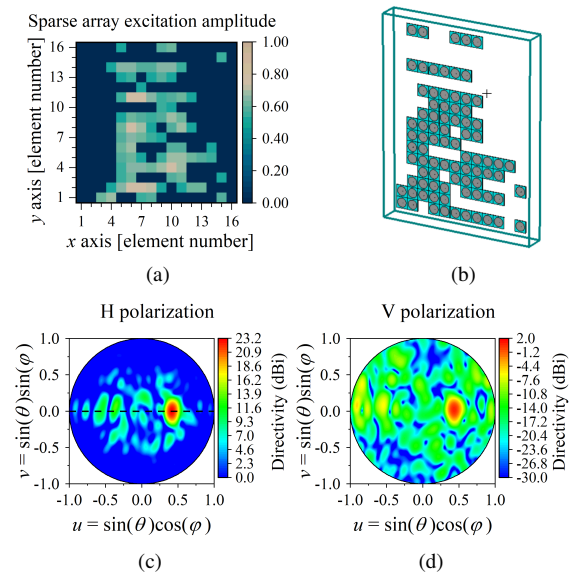 Sparse array excitation amplitude
16
13
10
7
4
1
1 4 7 10 13 16
y axis [element number]
x axis [element number]
1.00
0.80
0.60
0.40
0.20
0.00
(a)
(b)
H polarization
1.0
0.5
0.0
-0.5
-1.0
-1.0 -0.5 0.0 0.5 1.0
v = sin(θ)sin(φ)
u = sin(θ)cos(φ)
23.2
20.9
18.6
16.2
13.9
11.6
9.3
7.0
4.6
2.3
0.0
Directivity (dBi)
(c)
V polarization
1.0
0.5
0.0
-0.5
-1.0
-1.0 -0.5 0.0 0.5 1.0
v = sin(θ)sin(φ)
u = sin(θ)cos(φ)
2.0
-1.2
-4.4
-7.6
-10.8
-14.0
-17.2
-20.4
-23.6
-26.8
-30.0
Directivity (dBi)
(d)